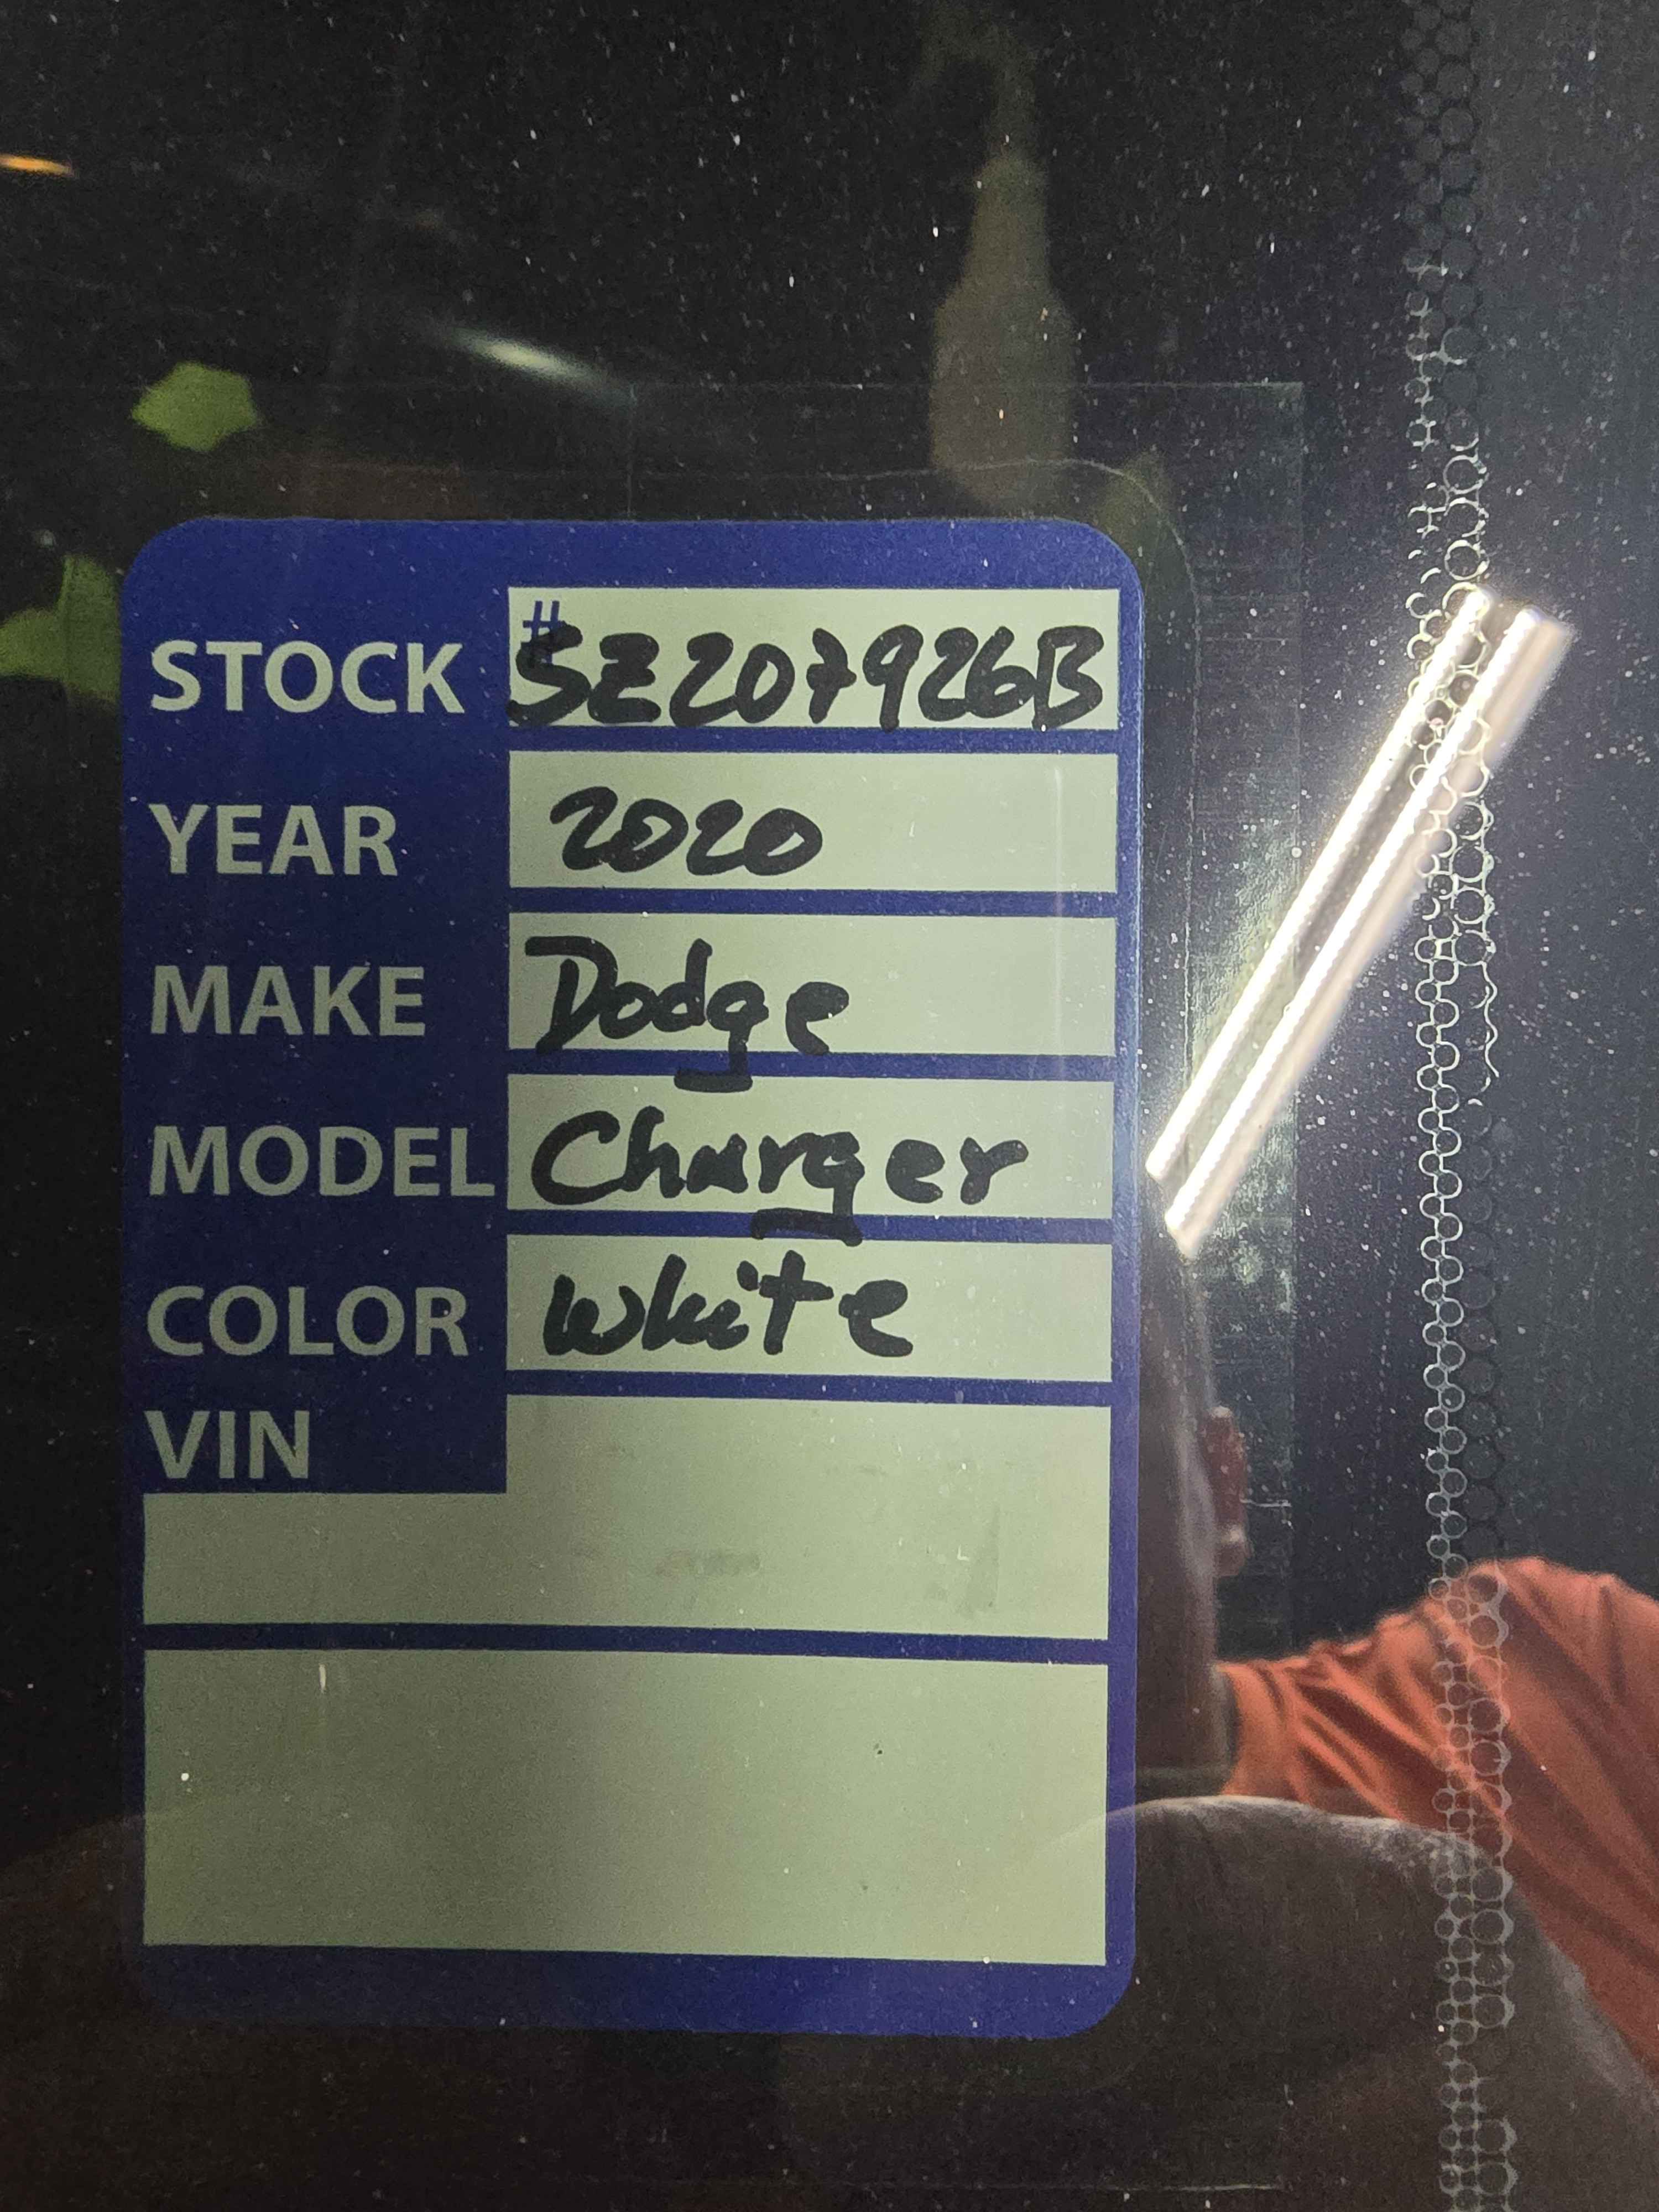 STOCK #SE207926B
YEAR 2020
MAKE Dodge
MODEL Charger
COLOR White
VIN